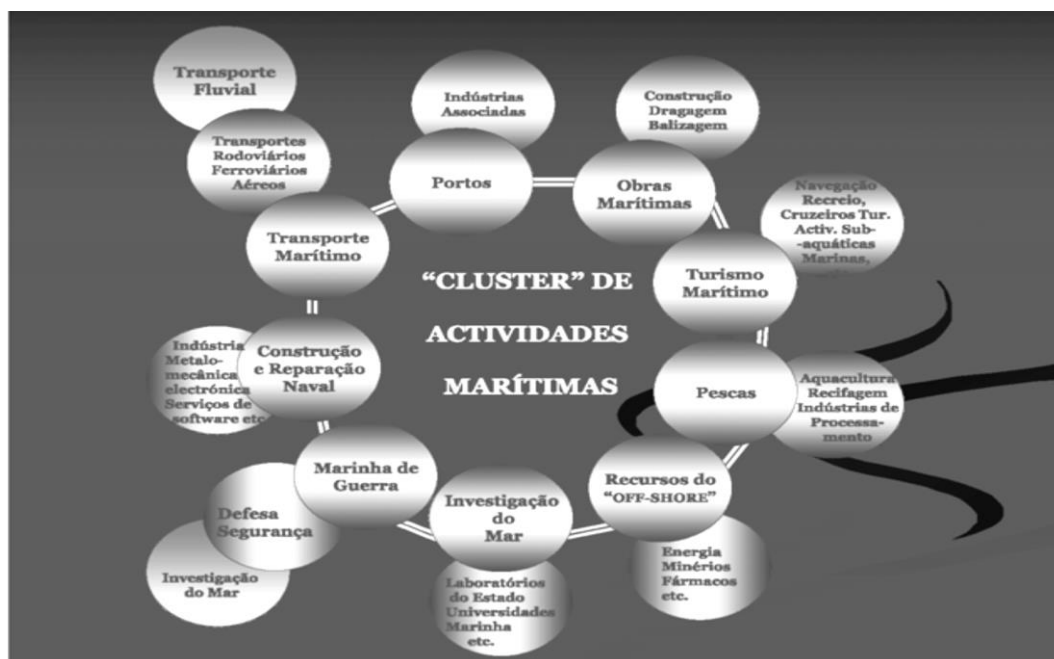 Transporte
Fluvial
Transportes
Rodoviários
Ferroviários
Aéreos
Transporte
Marítimo
Indústrias
Associadas
Portos
Construção
Dragagem
Balizagem
Obras
Marítimas
Navegação
Recreio,
Cruzeiros Tur.
Activ. Sub-
-aquáticas
Marinas,
Turismo
Marítimo
“CLUSTER” DE
ACTIVIDADES
MARÍTIMAS
Indústria
Metalo-
mecânica
electrónica
Serviços de
software etc
Construção
e Reparação
Naval
Pescas
Aquacultura
Recifagem
Indústrias de
Processa-
mento
Marinha de
Guerra
Defesa
Segurança
Investigação
do Mar
Investigação
do
Mar
Laboratórios
do Estado
Universidades
Marinha
etc.
Recursos do
“OFF-SHORE”
Energia
Minérios
Fármacos
etc.